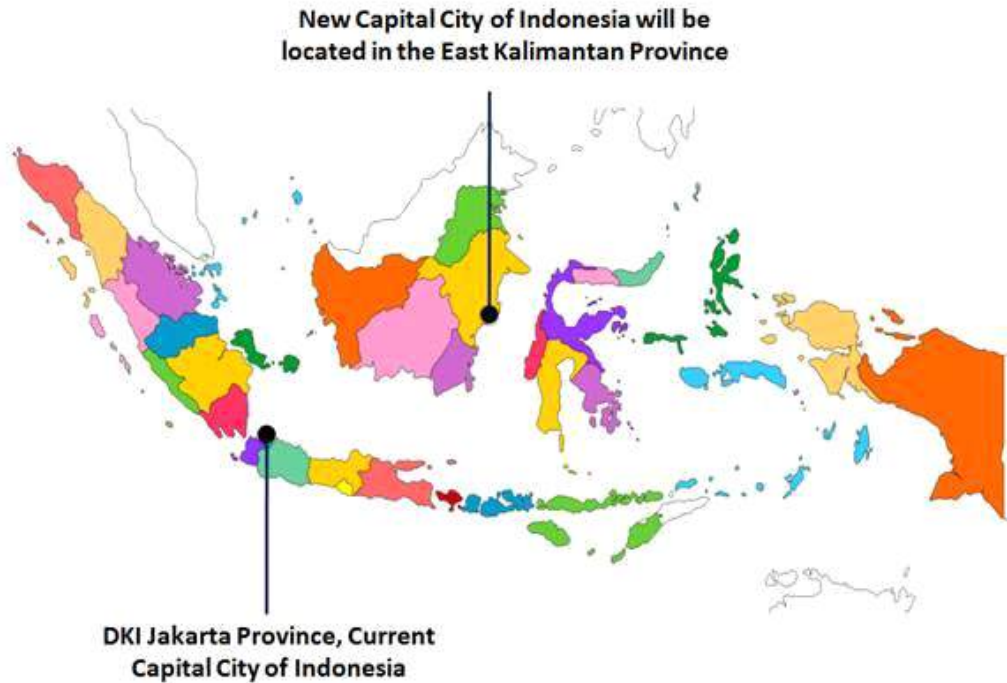 New Capital City of Indonesia will be
located in the East Kalimantan Province
DKI Jakarta Province, Current
Capital City of Indonesia